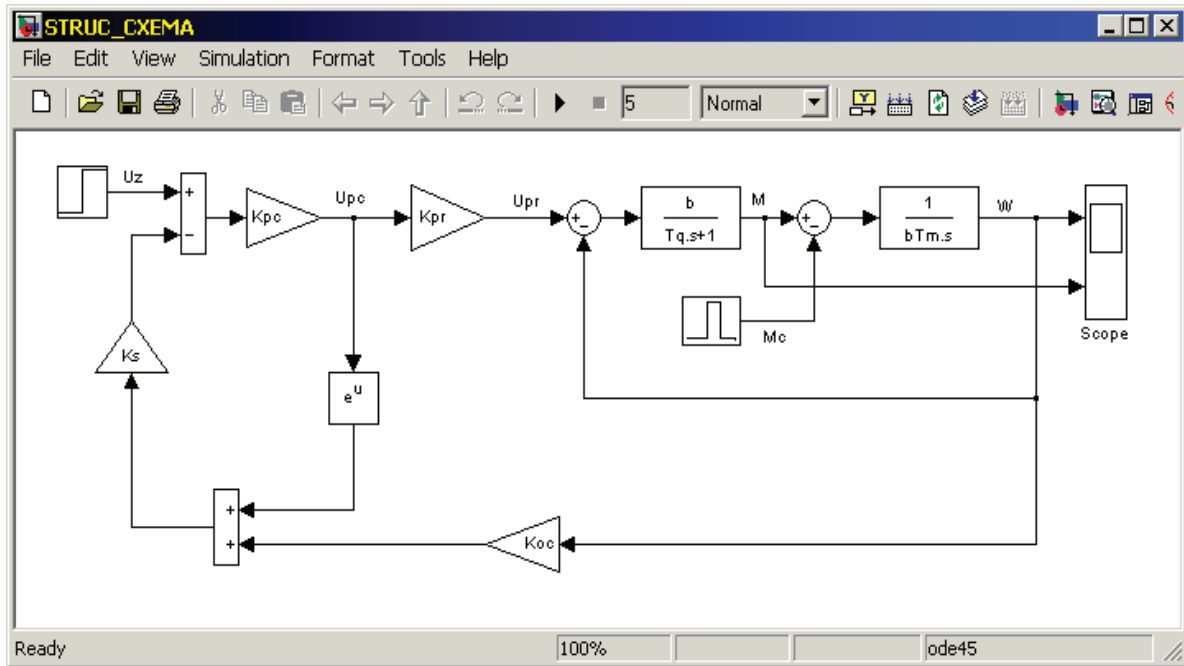 STRUC_CXEMA
File Edit View Simulation Format Tools Help
5 Normal
Uz
+
−
Kpc
Upc
Kpr
Upr
+
−
b
Tq.s+1
M
+
−
1
bTm.s
W
Scope
Mc
Ks
e^u
+
+
Koc
Ready 100% ode45